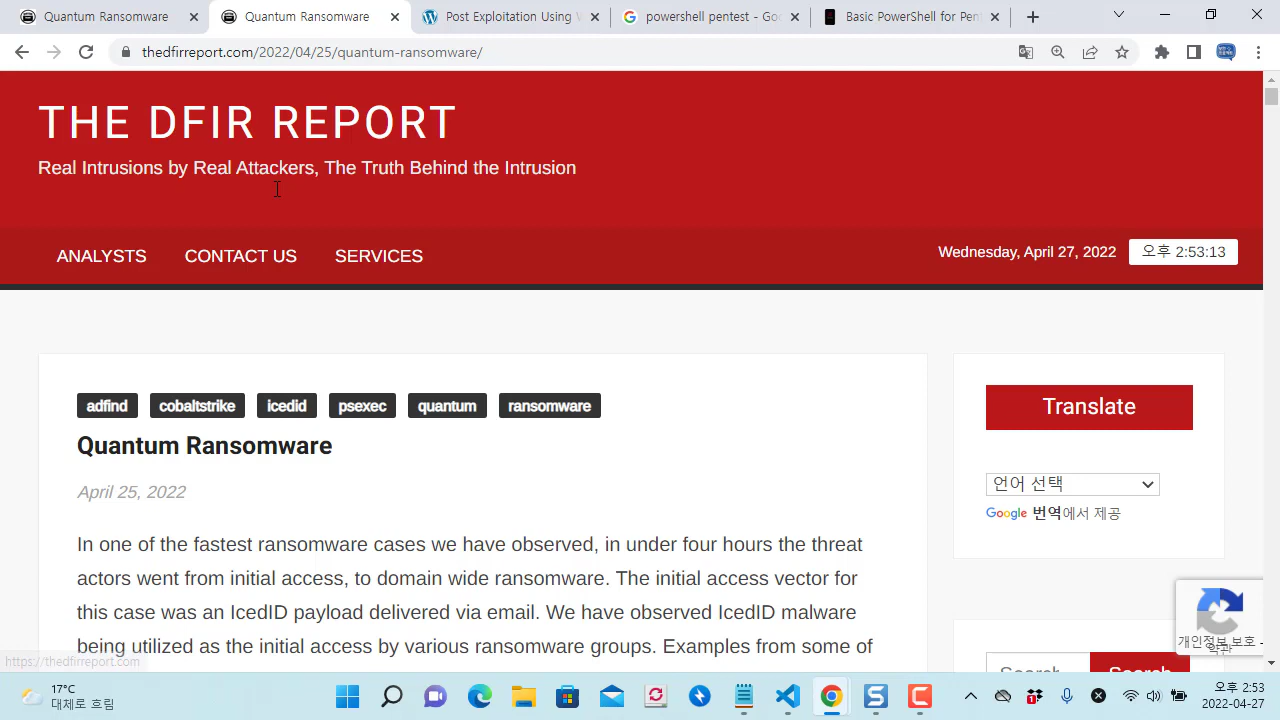 Quantum Ransomware
Quantum Ransomware
Post Exploitation Using
powershell pentest - Goo
Basic PowerShell for Pen
thedfirreport.com/2022/04/25/quantum-ransomware/
THE DFIR REPORT
Real Intrusions by Real Attackers, The Truth Behind the Intrusion
ANALYSTS CONTACT US SERVICES
Wednesday, April 27, 2022 오후 2:53:13
adfind cobaltstrike icedid psexec quantum ransomware
Quantum Ransomware
April 25, 2022
In one of the fastest ransomware cases we have observed, in under four hours the threat
actors went from initial access, to domain wide ransomware. The initial access vector for
this case was an IcedID payload delivered via email. We have observed IcedID malware
being utilized as the initial access by various ransomware groups. Examples from some of
Translate
언어 선택
Google 번역에서 제공
개인정보 보호 -
약관
Search
Search
https://thedfirreport.com
17°C
대체로 흐림
오후 2:53
2022-04-27